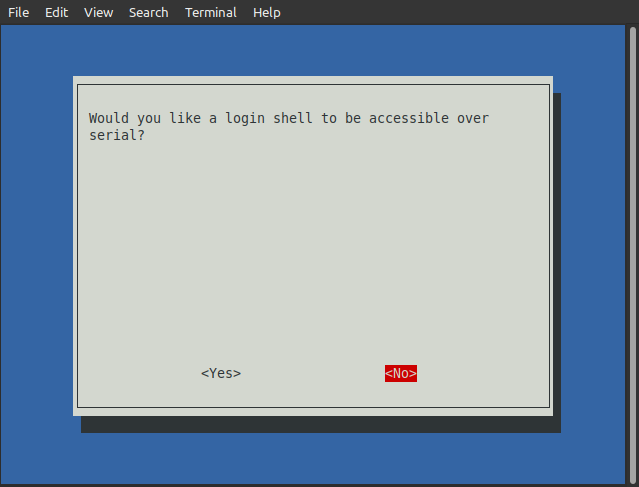 File Edit View Search Terminal Help
Would you like a login shell to be accessible over
serial?
<Yes> <No>